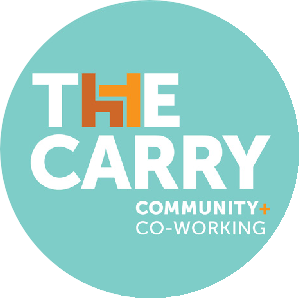 THE
CARRY
COMMUNITY+
CO-WORKING